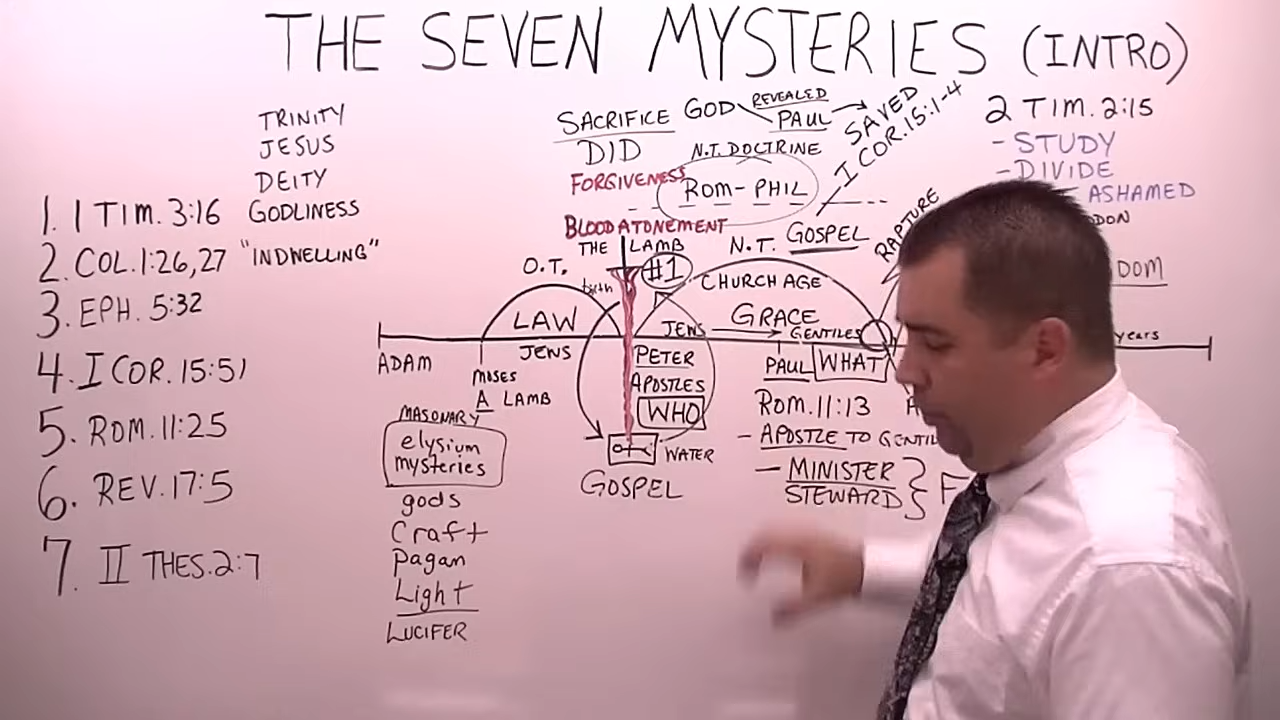 THE SEVEN MYSTERIES (INTRO)
TRINITY
JESUS
DEITY
1. 1 TIM. 3:16 GODLINESS
2. COL. 1:26,27 "INDWELLING"
3. EPH. 5:32
4. I COR. 15:51
5. ROM. 11:25
6. REV. 17:5
7. II THES. 2:7
SACRIFICE
DID
FORGIVENESS
BLOOD ATONEMENT
THE LAMB
#1
GOD REVEALED
PAUL
SAVED
I COR. 15:1-4
N.T. DOCTRINE
ROM - PHIL
N.T. GOSPEL
CHURCH AGE
GRACE
JEWS
GENTILES
RAPTURE
2 TIM. 2:15
- STUDY
- DIVIDE
ASHAMED
DON
DOM
years
O.T.
birth
LAW
JEWS
ADAM
MOSES
A LAMB
PETER
APOSTLES
WHO
WATER
GOSPEL
PAUL
WHAT
ROM. 11:13
- APOSTLE TO GENTIL
- MINISTER
STEWARD
F
MASONARY
elysium
mysteries
gods
Craft
Pagan
Light
LUCIFER